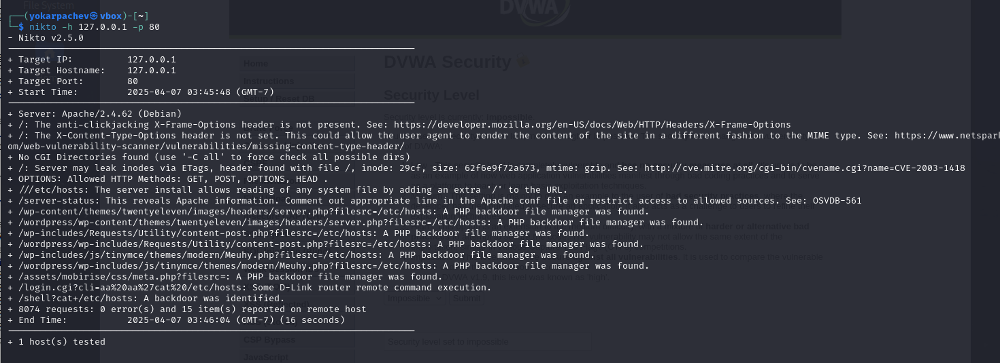 File System
DVWA
┌──(yokarpachev㉿vbox)-[~]
└─$ nikto -h 127.0.0.1 -p 80
- Nikto v2.5.0
+ Target IP: 127.0.0.1
+ Target Hostname: 127.0.0.1
+ Target Port: 80
+ Start Time: 2025-04-07 03:45:48 (GMT-7)
+ Server: Apache/2.4.62 (Debian)
+ /: The anti-clickjacking X-Frame-Options header is not present. See: https://developer.mozilla.org/en-US/docs/Web/HTTP/Headers/X-Frame-Options
+ /: The X-Content-Type-Options header is not set. This could allow the user agent to render the content of the site in a different fashion to the MIME type. See: https://www.netspark
om/web-vulnerability-scanner/vulnerabilities/missing-content-type-header/
+ No CGI Directories found (use '-C all' to force check all possible dirs)
+ /: Server may leak inodes via ETags, header found with file /, inode: 29cf, size: 62f6e9f72a673, mtime: gzip. See: http://cve.mitre.org/cgi-bin/cvename.cgi?name=CVE-2003-1418
+ OPTIONS: Allowed HTTP Methods: GET, POST, OPTIONS, HEAD .
+ ///etc/hosts: The server install allows reading of any system file by adding an extra '/' to the URL.
+ /server-status: This reveals Apache information. Comment out appropriate line in the Apache conf file or restrict access to allowed sources. See: OSVDB-561
+ /wp-content/themes/twentyeleven/images/headers/server.php?filesrc=/etc/hosts: A PHP backdoor file manager was found.
+ /wordpress/wp-content/themes/twentyeleven/images/headers/server.php?filesrc=/etc/hosts: A PHP backdoor file manager was found.
+ /wp-includes/Requests/Utility/content-post.php?filesrc=/etc/hosts: A PHP backdoor file manager was found.
+ /wordpress/wp-includes/Requests/Utility/content-post.php?filesrc=/etc/hosts: A PHP backdoor file manager was found.
+ /wp-includes/js/tinymce/themes/modern/Meuhy.php?filesrc=/etc/hosts: A PHP backdoor file manager was found.
+ /wordpress/wp-includes/js/tinymce/themes/modern/Meuhy.php?filesrc=/etc/hosts: A PHP backdoor file manager was found.
+ /assets/mobirise/css/meta.php?filesrc=: A PHP backdoor file manager was found.
+ /login.cgi?cli=aa%20aa%27cat%20/etc/hosts: Some D-Link router remote command execution.
+ /shell?cat+/etc/hosts: A backdoor was identified.
+ 8074 requests: 0 error(s) and 15 item(s) reported on remote host
+ End Time: 2025-04-07 03:46:04 (GMT-7) (16 seconds)
+ 1 host(s) tested
Home
Instructions
Setup / Reset DB
CSP Bypass
JavaScript
DVWA Security
Security Level
Impossible
Submit
Security level set to impossible